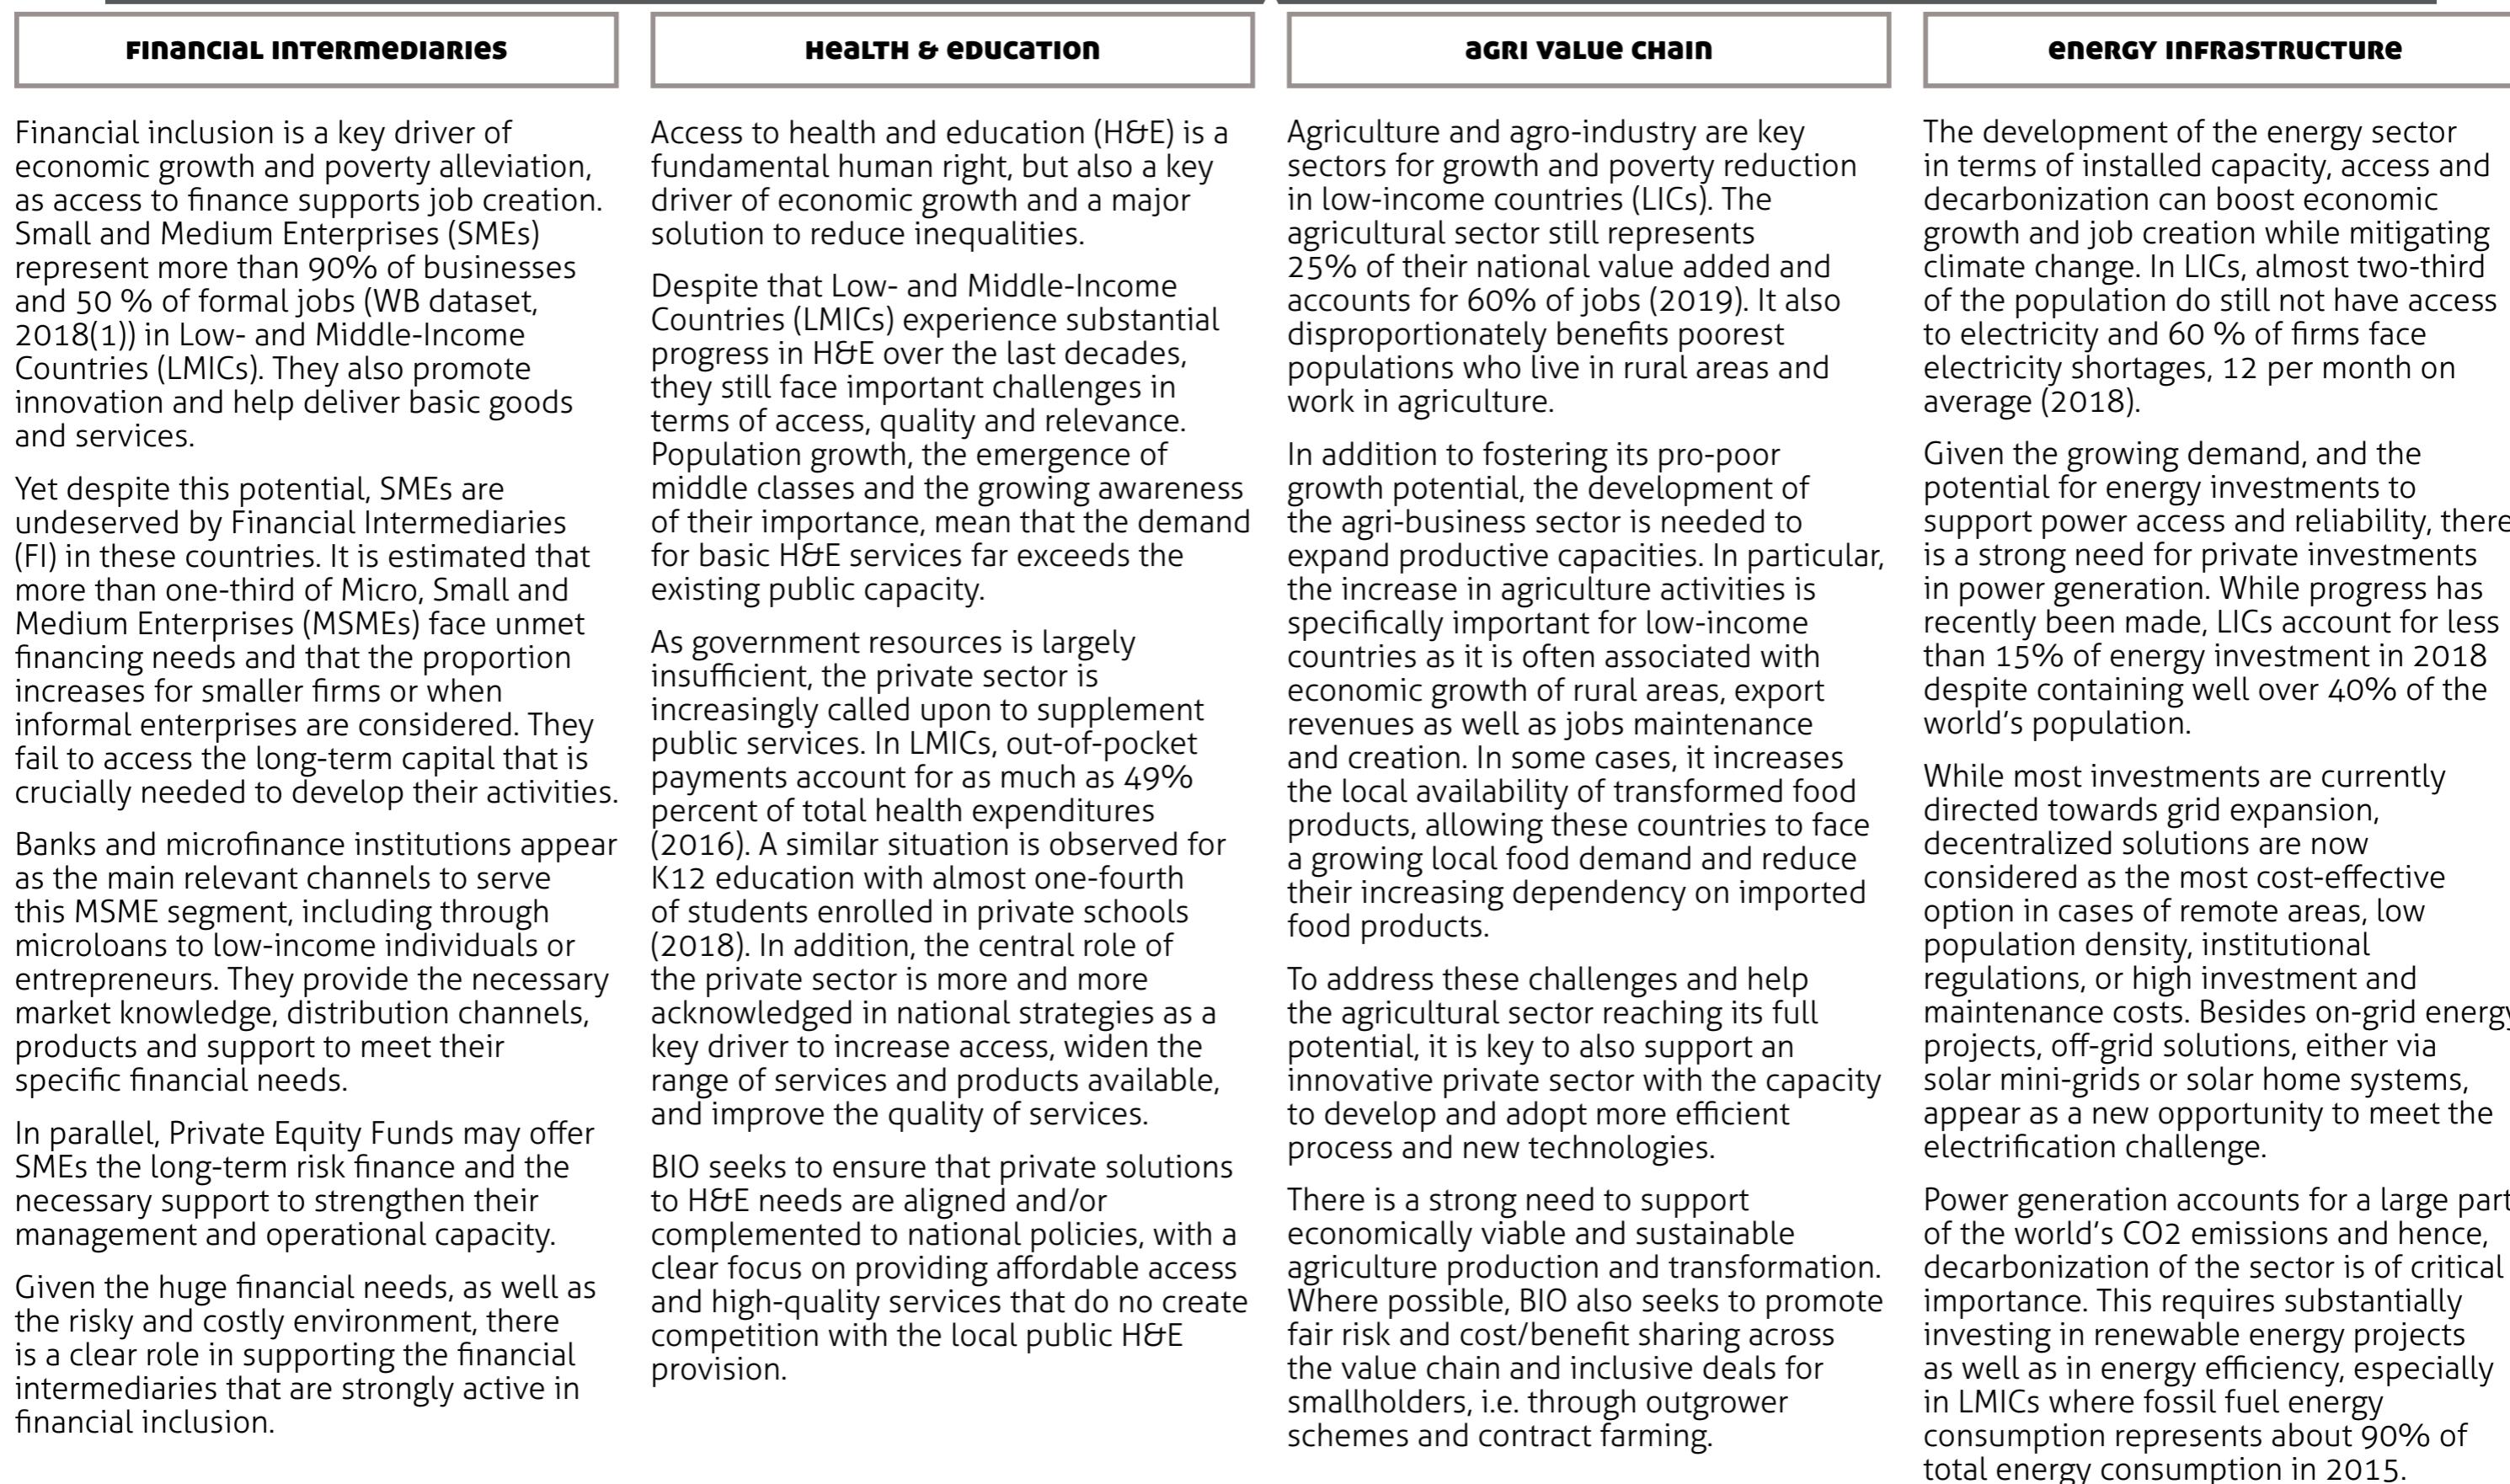 Financial Intermediaries
Financial inclusion is a key driver of
economic growth and poverty alleviation,
as access to finance supports job creation.
Small and Medium Enterprises (SMEs)
represent more than 90% of businesses
and 50 % of formal jobs (WB dataset,
2018(1)) in Low- and Middle-Income
Countries (LMICs). They also promote
innovation and help deliver basic goods
and services.
Yet despite this potential, SMEs are
undeserved by Financial Intermediaries
(FI) in these countries. It is estimated that
more than one-third of Micro, Small and
Medium Enterprises (MSMEs) face unmet
financing needs and that the proportion
increases for smaller firms or when
informal enterprises are considered. They
fail to access the long-term capital that is
crucially needed to develop their activities.
Banks and microfinance institutions appear
as the main relevant channels to serve
this MSME segment, including through
microloans to low-income individuals or
entrepreneurs. They provide the necessary
market knowledge, distribution channels,
products and support to meet their
specific financial needs.
In parallel, Private Equity Funds may offer
SMEs the long-term risk finance and the
necessary support to strengthen their
management and operational capacity.
Given the huge financial needs, as well as
the risky and costly environment, there
is a clear role in supporting the financial
intermediaries that are strongly active in
financial inclusion.
Health & Education
Access to health and education (H&E) is a
fundamental human right, but also a key
driver of economic growth and a major
solution to reduce inequalities.
Despite that Low- and Middle-Income
Countries (LMICs) experience substantial
progress in H&E over the last decades,
they still face important challenges in
terms of access, quality and relevance.
Population growth, the emergence of
middle classes and the growing awareness
of their importance, mean that the demand
for basic H&E services far exceeds the
existing public capacity.
As government resources is largely
insufficient, the private sector is
increasingly called upon to supplement
public services. In LMICs, out-of-pocket
payments account for as much as 49%
percent of total health expenditures
(2016). A similar situation is observed for
K12 education with almost one-fourth
of students enrolled in private schools
(2018). In addition, the central role of
the private sector is more and more
acknowledged in national strategies as a
key driver to increase access, widen the
range of services and products available,
and improve the quality of services.
BIO seeks to ensure that private solutions
to H&E needs are aligned and/or
complemented to national policies, with a
clear focus on providing affordable access
and high-quality services that do no create
competition with the local public H&E
provision.
Agri Value Chain
Agriculture and agro-industry are key
sectors for growth and poverty reduction
in low-income countries (LICs). The
agricultural sector still represents
25% of their national value added and
accounts for 60% of jobs (2019). It also
disproportionately benefits poorest
populations who live in rural areas and
work in agriculture.
In addition to fostering its pro-poor
growth potential, the development of
the agri-business sector is needed to
expand productive capacities. In particular,
the increase in agriculture activities is
specifically important for low-income
countries as it is often associated with
economic growth of rural areas, export
revenues as well as jobs maintenance
and creation. In some cases, it increases
the local availability of transformed food
products, allowing these countries to face
a growing local food demand and reduce
their increasing dependency on imported
food products.
To address these challenges and help
the agricultural sector reaching its full
potential, it is key to also support an
innovative private sector with the capacity
to develop and adopt more efficient
process and new technologies.
There is a strong need to support
economically viable and sustainable
agriculture production and transformation.
Where possible, BIO also seeks to promote
fair risk and cost/benefit sharing across
the value chain and inclusive deals for
smallholders, i.e. through outgrower
schemes and contract farming.
Energy Infrastructure
The development of the energy sector
in terms of installed capacity, access and
decarbonization can boost economic
growth and job creation while mitigating
climate change. In LICs, almost two-third
of the population do still not have access
to electricity and 60 % of firms face
electricity shortages, 12 per month on
average (2018).
Given the growing demand, and the
potential for energy investments to
support power access and reliability, there
is a strong need for private investments
in power generation. While progress has
recently been made, LICs account for less
than 15% of energy investment in 2018
despite containing well over 40% of the
world's population.
While most investments are currently
directed towards grid expansion,
decentralized solutions are now
considered as the most cost-effective
option in cases of remote areas, low
population density, institutional
regulations, or high investment and
maintenance costs. Besides on-grid energy
projects, off-grid solutions, either via
solar mini-grids or solar home systems,
appear as a new opportunity to meet the
electrification challenge.
Power generation accounts for a large part
of the world's CO2 emissions and hence,
decarbonization of the sector is of critical
importance. This requires substantially
investing in renewable energy projects
as well as in energy efficiency, especially
in LMICs where fossil fuel energy
consumption represents about 90% of
total energy consumption in 2015.